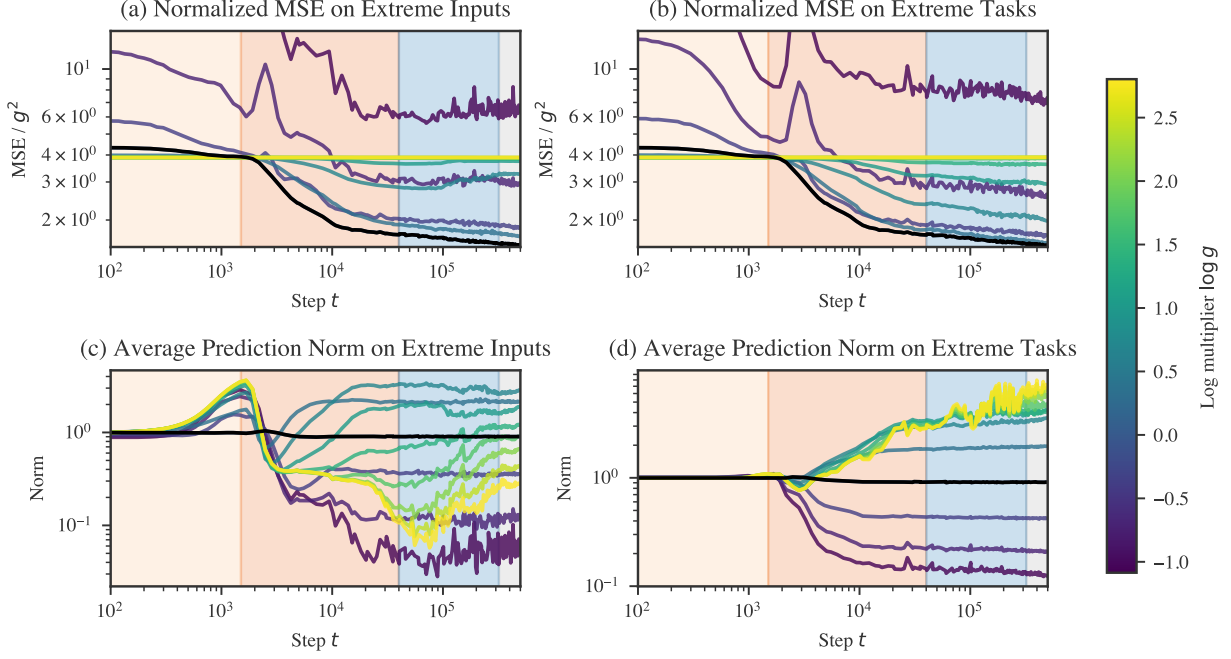 (a) Normalized MSE on Extreme Inputs
MSE / g²
10¹
6 × 10⁰
4 × 10⁰
3 × 10⁰
2 × 10⁰
10² 10³ 10⁴ 10⁵
Step t
(b) Normalized MSE on Extreme Tasks
MSE / g²
10¹
6 × 10⁰
4 × 10⁰
3 × 10⁰
2 × 10⁰
10² 10³ 10⁴ 10⁵
Step t
(c) Average Prediction Norm on Extreme Inputs
Norm
10⁰
10⁻¹
10² 10³ 10⁴ 10⁵
Step t
(d) Average Prediction Norm on Extreme Tasks
Norm
10⁰
10⁻¹
10² 10³ 10⁴ 10⁵
Step t
2.5
2.0
1.5
1.0
0.5
0.0
−0.5
−1.0
Log multiplier log g